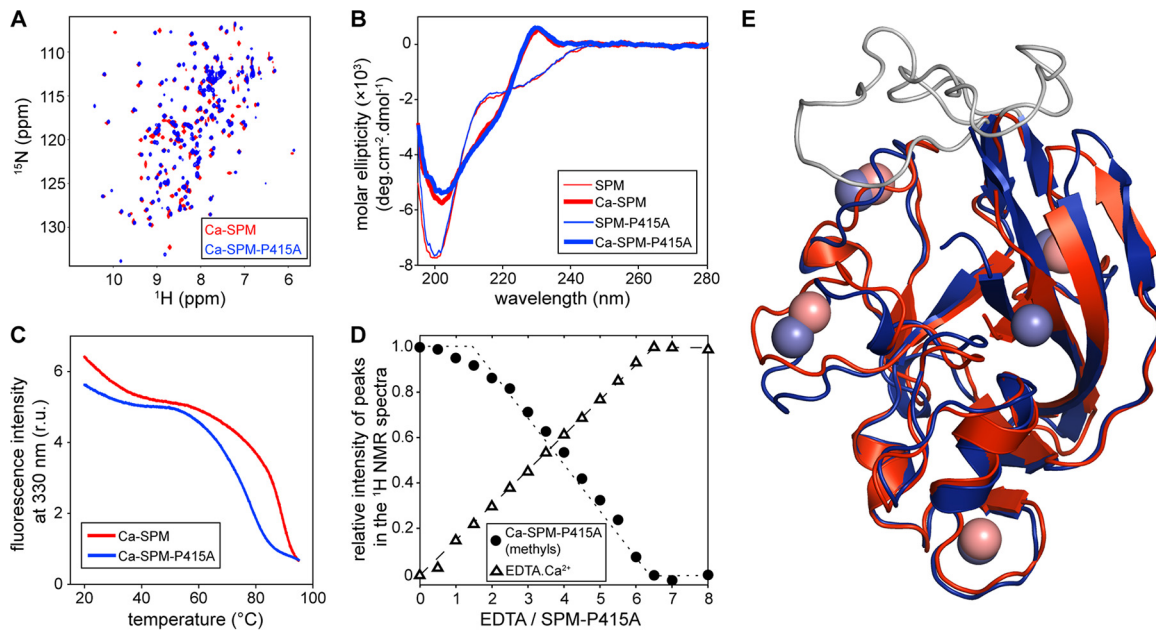 A
110
115
120
125
130
15N (ppm)
10
9
8
7
6
1H (ppm)
Ca-SPM
Ca-SPM-P415A
B
0
-2
-4
-6
-8
molar ellipticity (×10³)
(deg.cm-2.dmol-1)
200
220
240
260
280
wavelength (nm)
SPM
Ca-SPM
SPM-P415A
Ca-SPM-P415A
C
6
4
2
0
fluorescence intensity
at 330 nm (r.u.)
20
40
60
80
100
temperature (°C)
Ca-SPM
Ca-SPM-P415A
D
1.0
0.8
0.6
0.4
0.2
0
relative intensity of peaks
in the 1H NMR spectra
0
1
2
3
4
5
6
7
8
EDTA / SPM-P415A
Ca-SPM-P415A
(methyls)
EDTA.Ca2+
E